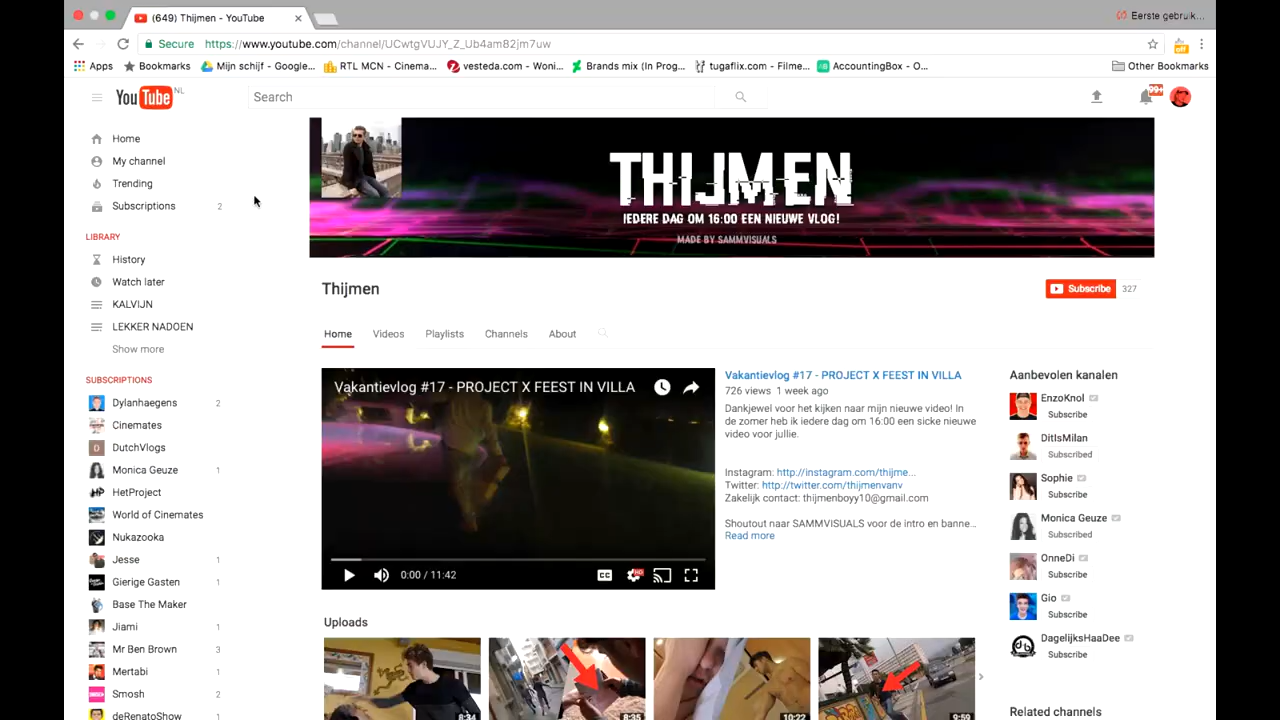 (649) Thijmen - YouTube
Eerste gebruik...
Secure https://www.youtube.com/channel/UCwtgVUJY_Z_Ub4am82jm7uw
Apps Bookmarks Mijn schijf - Google... RTL MCN - Cinema... vesteda.com - Woni... Brands mix (In Prog... tugaflix.com - Filme... AccountingBox - O... Other Bookmarks
off
YouTube NL
Search
99+
Home
My channel
Trending
Subscriptions 2
LIBRARY
History
Watch later
KALVIJN
LEKKER NADOEN
Show more
SUBSCRIPTIONS
Dylanhaegens 2
Cinemates
DutchVlogs
Monica Geuze 1
HetProject
World of Cinemates
Nukazooka
Jesse 1
Gierige Gasten 1
Base The Maker
Jiami 1
Mr Ben Brown 3
Mertabi 1
Smosh 2
deRenatoShow 1
THIJMEN
IEDERE DAG OM 16:00 EEN NIEUWE VLOG!
MADE BY SAMMVISUALS
Thijmen
Subscribe 327
Home Videos Playlists Channels About
Vakantievlog #17 - PROJECT X FEEST IN VILLA
0:00 / 11:42
CC
HD
Vakantievlog #17 - PROJECT X FEEST IN VILLA
726 views 1 week ago
Dankjewel voor het kijken naar mijn nieuwe video! In
de zomer heb ik iedere dag om 16:00 een sicke nieuwe
video voor jullie.
Instagram: http://instagram.com/thijme...
Twitter: http://twitter.com/thijmenvanv
Zakelijk contact: thijmenboyy10@gmail.com
Shoutout naar SAMMVISUALS voor de intro en banne...
Read more
Aanbevolen kanalen
EnzoKnol
Subscribe
DitIsMilan
Subscribed
Sophie
Subscribe
Monica Geuze
Subscribed
OnneDi
Subscribe
Gio
Subscribe
DagelijksHaaDee
Subscribe
Related channels
Uploads
8:34
8:35
10:22
9:59